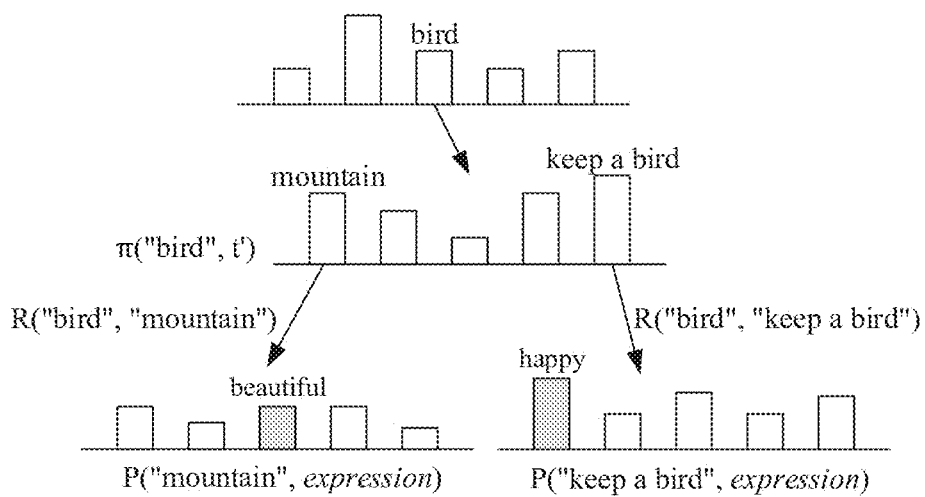 bird
mountain
keep a bird
π("bird", t')
R("bird", "mountain")
R("bird", "keep a bird")
beautiful
happy
P("mountain", expression)
P("keep a bird", expression)